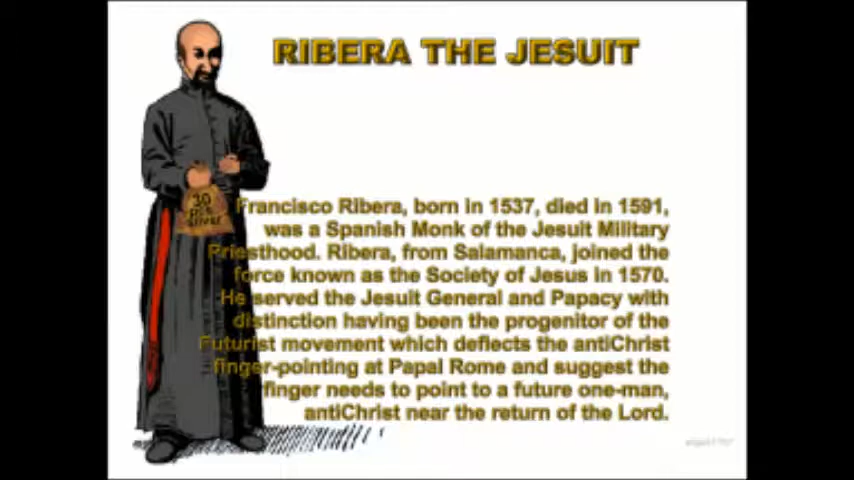 RIBERA THE JESUIT
30
pcs
silver
Francisco Ribera, born in 1537, died in 1591,
was a Spanish Monk of the Jesuit Military
Priesthood. Ribera, from Salamanca, joined the
force known as the Society of Jesus in 1570.
He served the Jesuit General and Papacy with
distinction having been the progenitor of the
Futurist movement which deflects the antiChrist
finger-pointing at Papal Rome and suggest the
finger needs to point to a future one-man,
antiChrist near the return of the Lord.